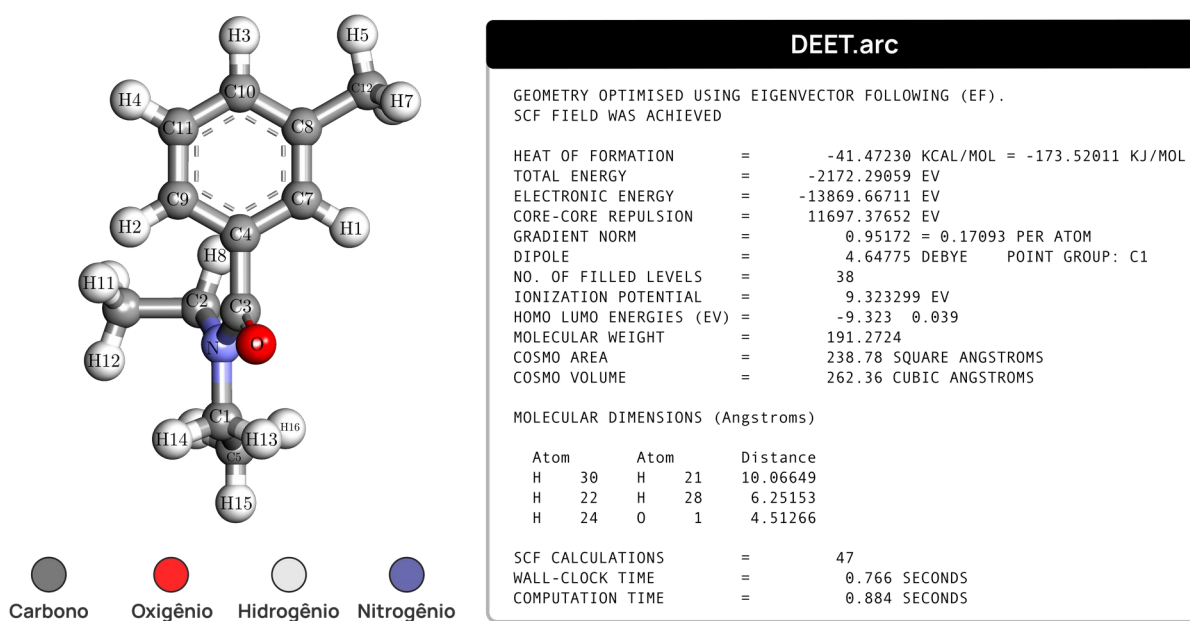 H3
H5
C10
C12
H7
H4
C11
C8
C9
C7
H2
C4
H1
H8
H11
C2
C3
N
O
H12
C1
H16
H14
H13
C5
H15
Carbono Oxigênio Hidrogênio Nitrogênio
DEET.arc
GEOMETRY OPTIMISED USING EIGENVECTOR FOLLOWING (EF).
SCF FIELD WAS ACHIEVED
HEAT OF FORMATION = -41.47230 KCAL/MOL = -173.52011 KJ/MOL
TOTAL ENERGY = -2172.29059 EV
ELECTRONIC ENERGY = -13869.66711 EV
CORE-CORE REPULSION = 11697.37652 EV
GRADIENT NORM = 0.95172 = 0.17093 PER ATOM
DIPOLE = 4.64775 DEBYE POINT GROUP: C1
NO. OF FILLED LEVELS = 38
IONIZATION POTENTIAL = 9.323299 EV
HOMO LUMO ENERGIES (EV) = -9.323 0.039
MOLECULAR WEIGHT = 191.2724
COSMO AREA = 238.78 SQUARE ANGSTROMS
COSMO VOLUME = 262.36 CUBIC ANGSTROMS
MOLECULAR DIMENSIONS (Angstroms)
Atom Atom Distance
H 30 H 21 10.06649
H 22 H 28 6.25153
H 24 O 1 4.51266
SCF CALCULATIONS = 47
WALL-CLOCK TIME = 0.766 SECONDS
COMPUTATION TIME = 0.884 SECONDS